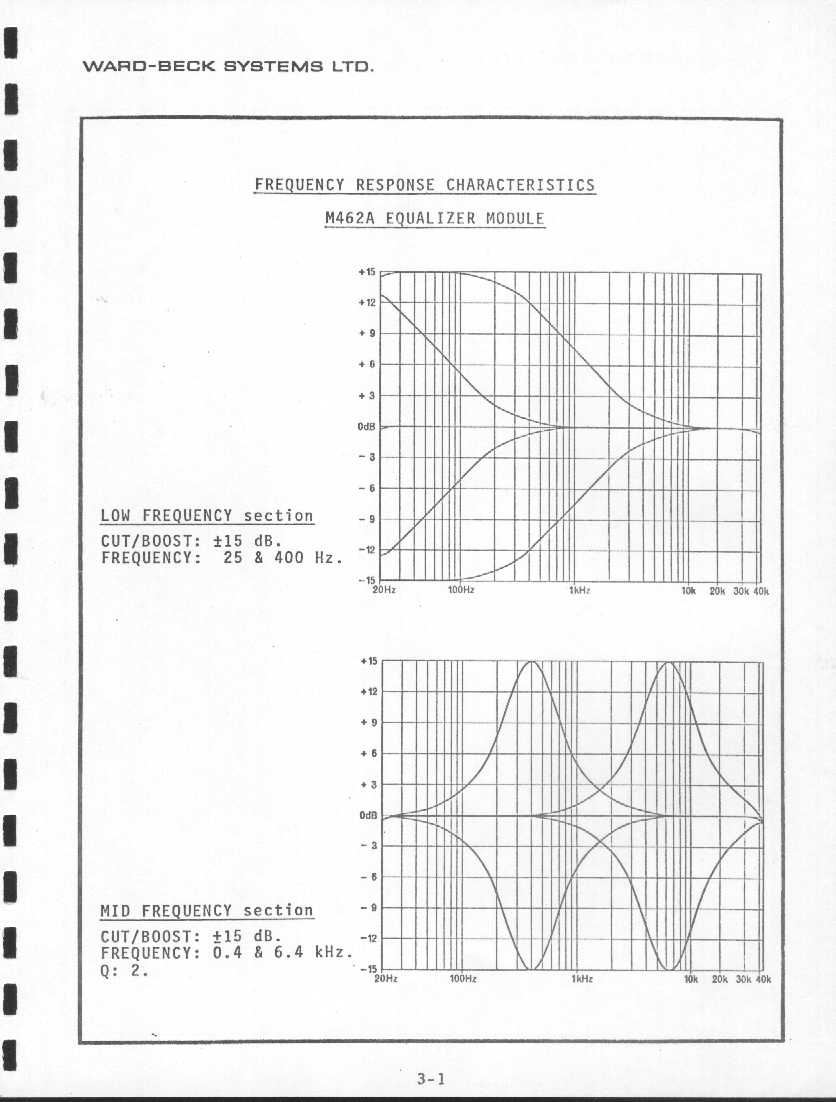 WARD-BECK SYSTEMS LTD.
FREQUENCY RESPONSE CHARACTERISTICS
M462A EQUALIZER MODULE
+15
+12
+ 9
+ 6
+ 3
0dB
- 3
- 6
- 9
-12
-15
20Hz 100Hz 1kHz 10k 20k 30k 40k
LOW FREQUENCY section
CUT/BOOST: ±15 dB.
FREQUENCY: 25 & 400 Hz.
+15
+12
+ 9
+ 6
+ 3
0dB
- 3
- 6
- 9
-12
-15
20Hz 100Hz 1kHz 10k 20k 30k 40k
MID FREQUENCY section
CUT/BOOST: ±15 dB.
FREQUENCY: 0.4 & 6.4 kHz.
Q: 2.
3-1